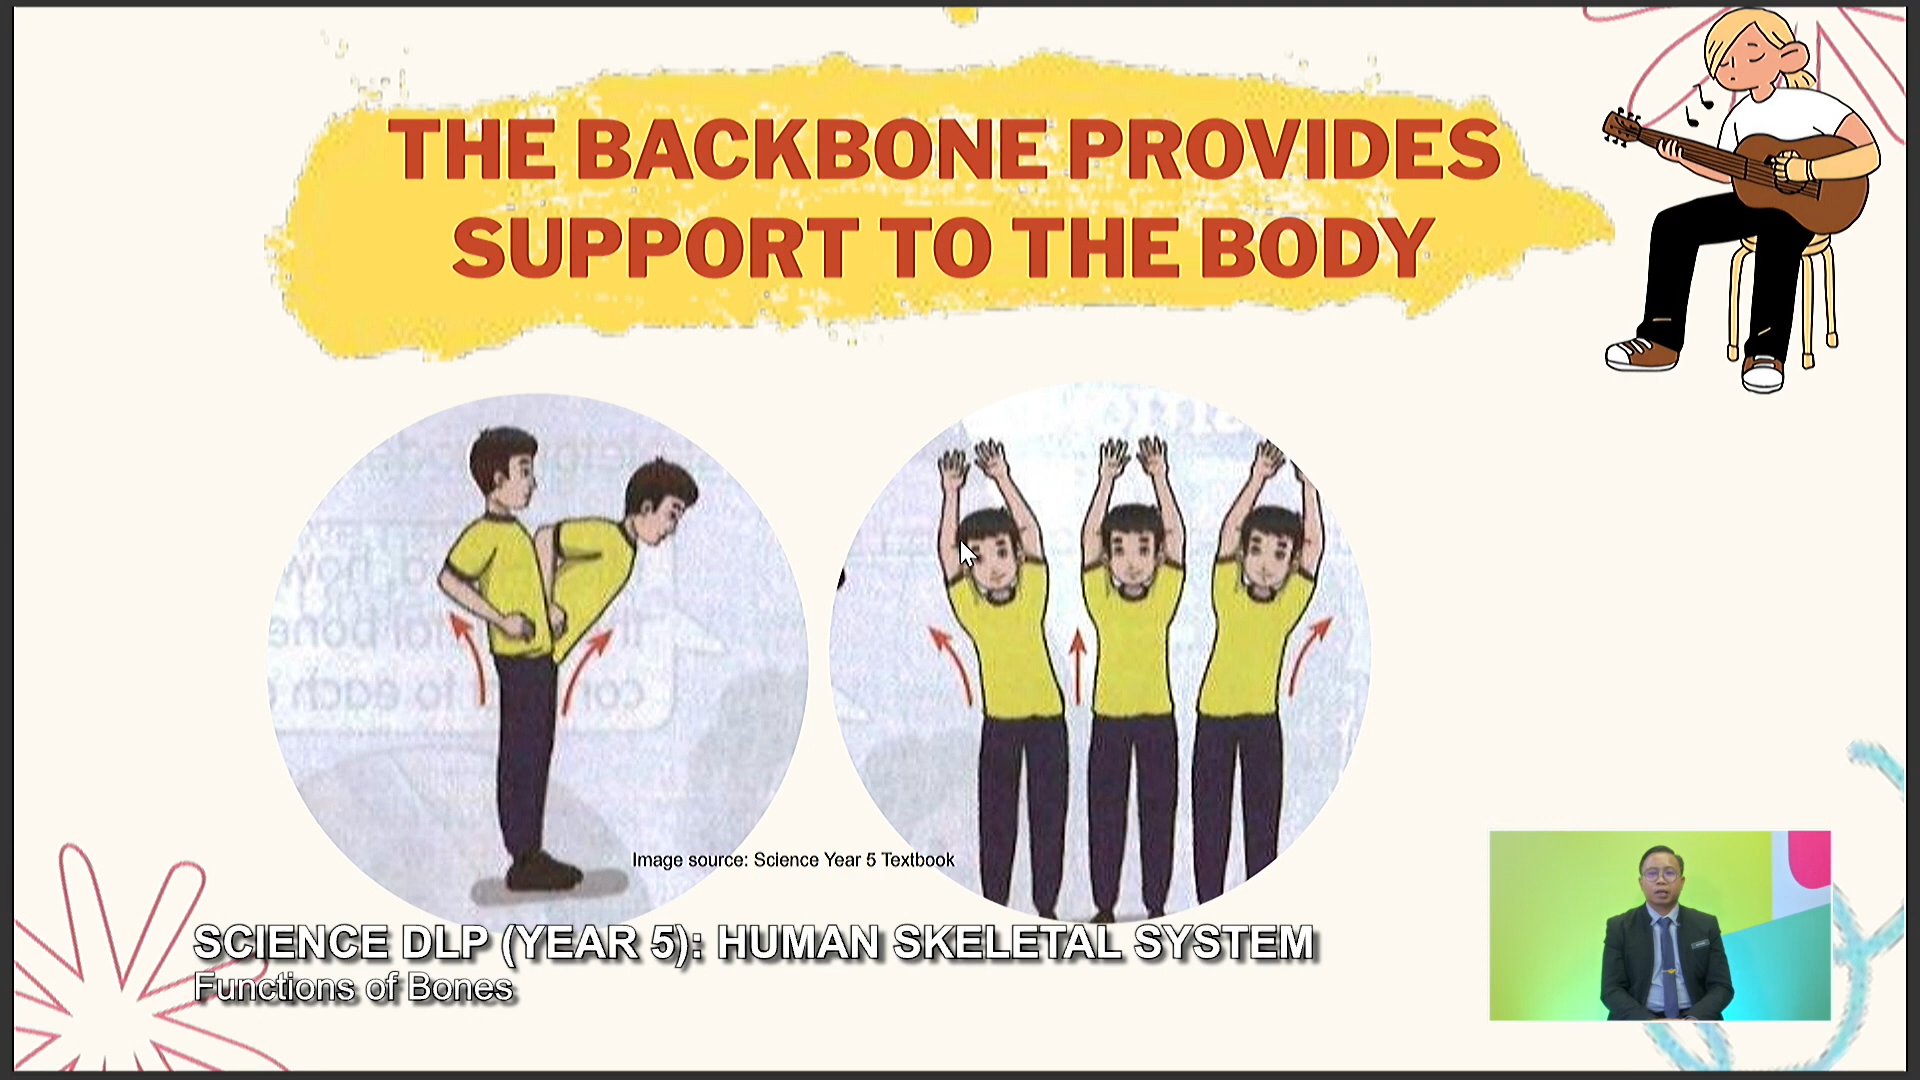 THE BACKBONE PROVIDES
SUPPORT TO THE BODY
Image source: Science Year 5 Textbook
SCIENCE DLP (YEAR 5): HUMAN SKELETAL SYSTEM
Functions of Bones